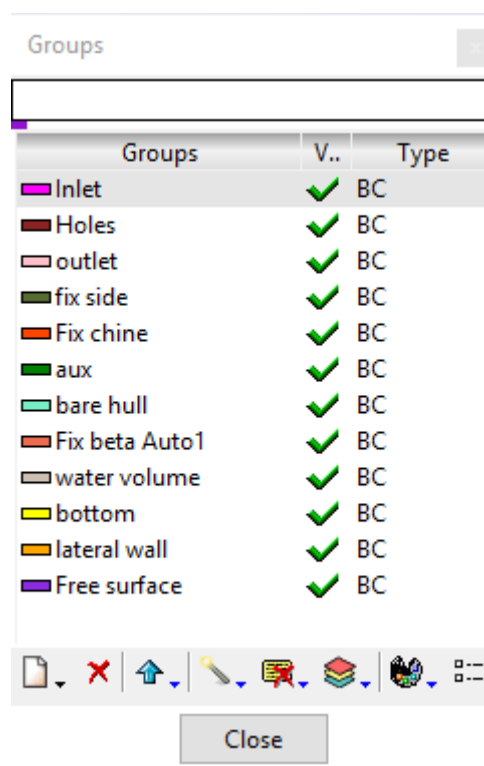 Groups
Groups V.. Type
Inlet BC
Holes BC
outlet BC
fix side BC
Fix chine BC
aux BC
bare hull BC
Fix beta Auto1 BC
water volume BC
bottom BC
lateral wall BC
Free surface BC
Close